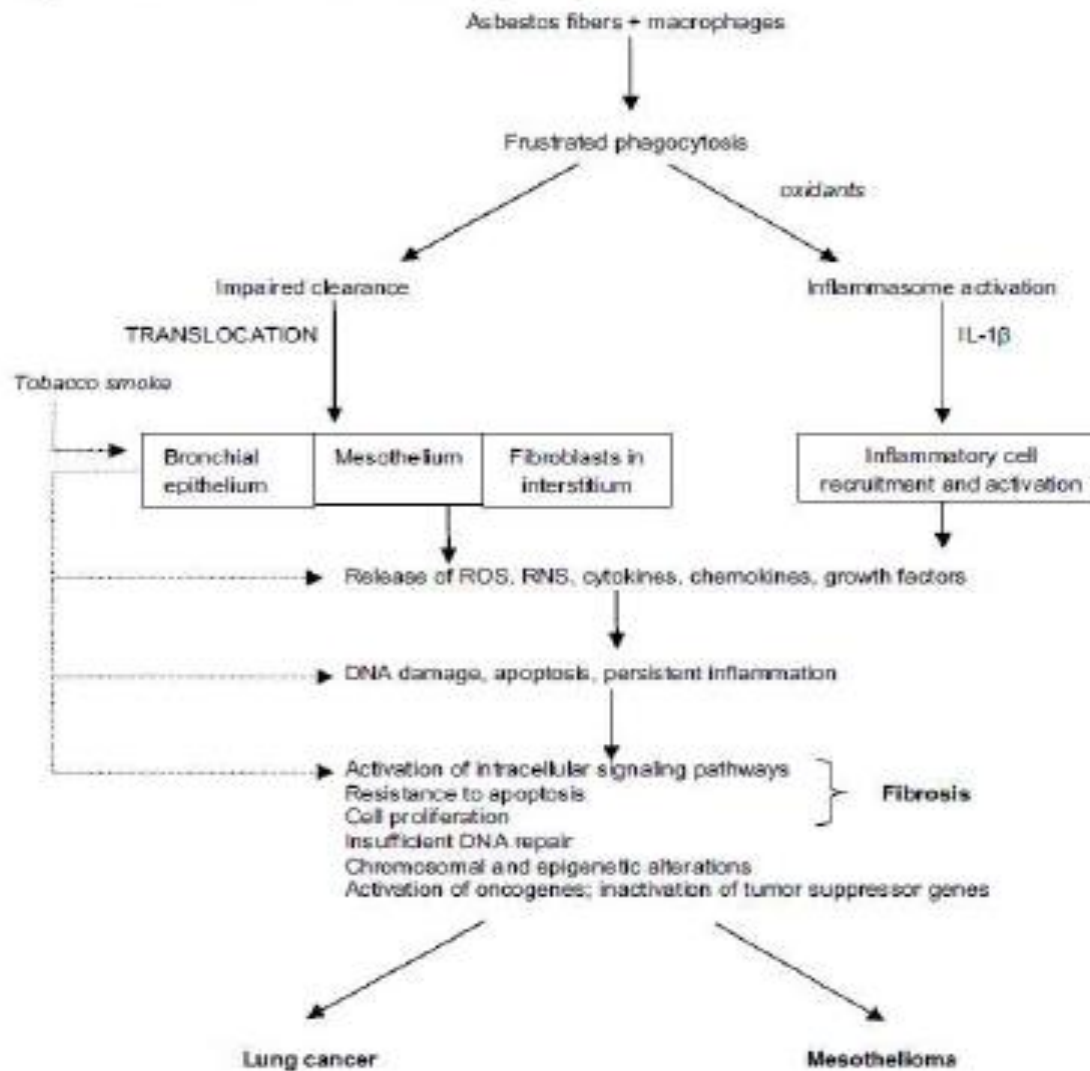 Asbestos fibers + macrophages
Frustrated phagocytosis
oxidants
Impaired clearance
Inflammasome activation
TRANSLOCATION
IL-1β
Tobacco smoke
Bronchial
epithelium
Mesothelium
Fibroblasts in
interstitium
Inflammatory cell
recruitment and activation
Release of ROS, RNS, cytokines, chemokines, growth factors
DNA damage, apoptosis, persistent inflammation
Activation of intracellular signaling pathways
Resistance to apoptosis
Cell proliferation
Fibrosis
Insufficient DNA repair
Chromosomal and epigenetic alterations
Activation of oncogenes; inactivation of tumor suppressor genes
Lung cancer
Mesothelioma